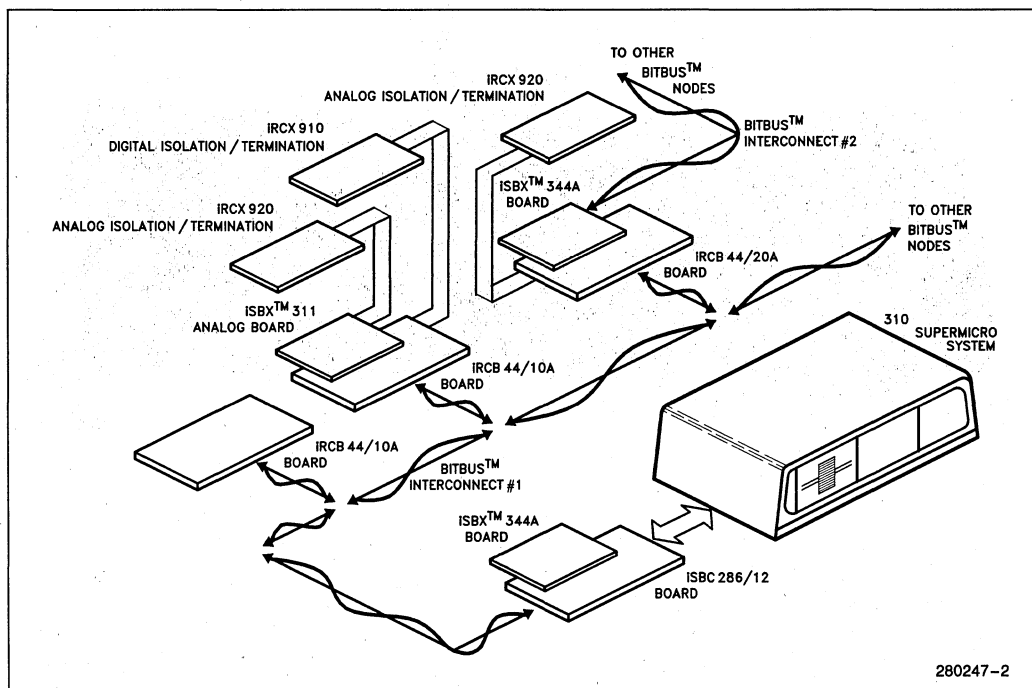 TO OTHER
BITBUS™
NODES
iRCX 920
ANALOG ISOLATION / TERMINATION
iRCX 910
DIGITAL ISOLATION / TERMINATION
BITBUS™
INTERCONNECT #2
iSBX™ 344A
BOARD
iRCX 920
ANALOG ISOLATION / TERMINATION
TO OTHER
BITBUS™
NODES
iRCB 44/20A
BOARD
iSBX™ 311
ANALOG BOARD
310
SUPERMICRO
SYSTEM
iRCB 44/10A
BOARD
iRCB 44/10A
BOARD
BITBUS™
INTERCONNECT #1
iSBX™ 344A
BOARD
iSBC 286/12
BOARD
280247-2